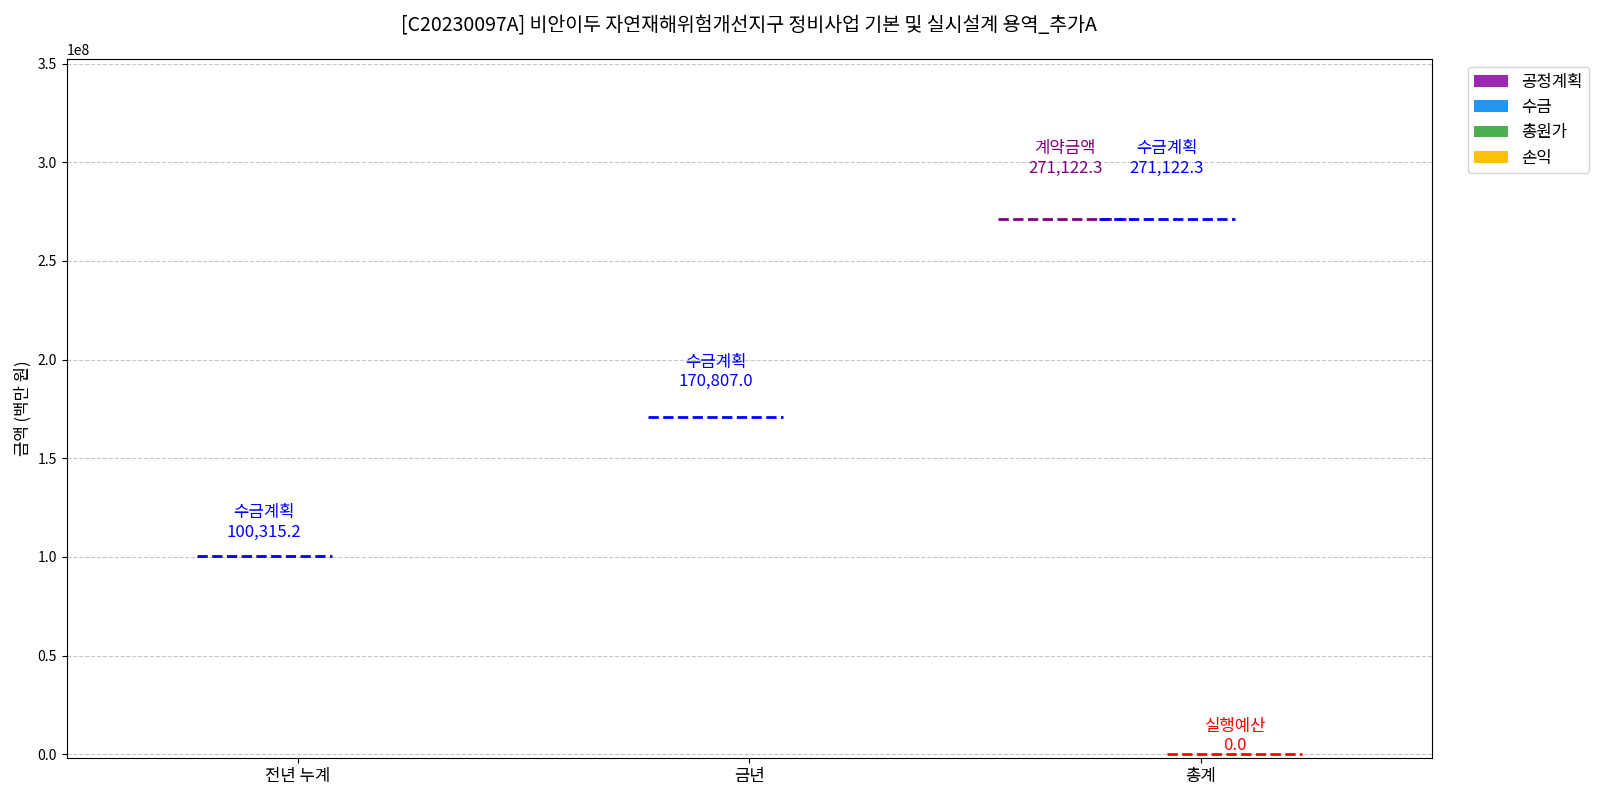 [C20230097A] 비안이두 자연재해위험개선지구 정비사업 기본 및 실시설계 용역_추가A
1e8
3.5
3.0
2.5
2.0
1.5
1.0
0.5
0.0
금액 (백만 원)
계약금액
271,122.3
수금계획
271,122.3
수금계획
170,807.0
수금계획
100,315.2
실행예산
0.0
전년 누계
금년
총계
공정계획
수금
총원가
손익